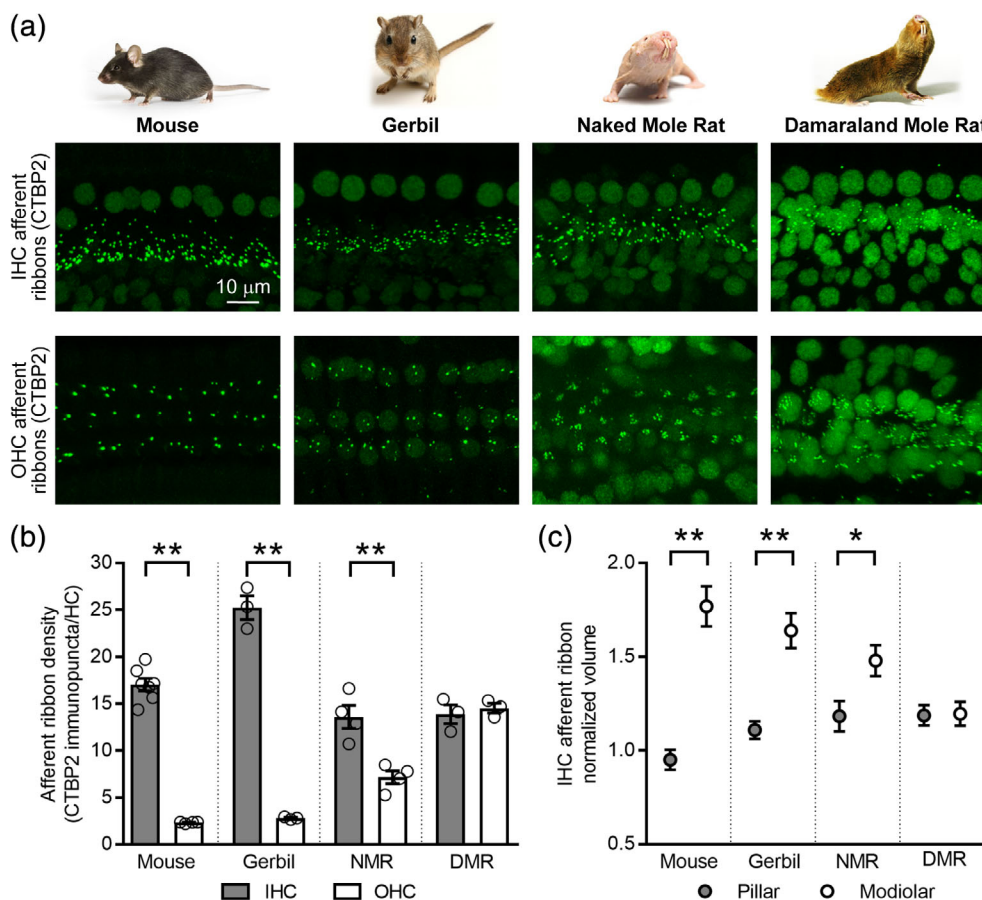 (a)
Mouse Gerbil Naked Mole Rat Damaraland Mole Rat
IHC afferent
ribbons (CTBP2)
10 μm
OHC afferent
ribbons (CTBP2)
(b)
** ** **
Afferent ribbon density
(CTBP2 immunopuncta/HC)
30
25
20
15
10
5
0
Mouse Gerbil NMR DMR
IHC OHC
(c)
** ** *
IHC afferent ribbon
normalized volume
2.0
1.5
1.0
0.5
Mouse Gerbil NMR DMR
Pillar Modiolar